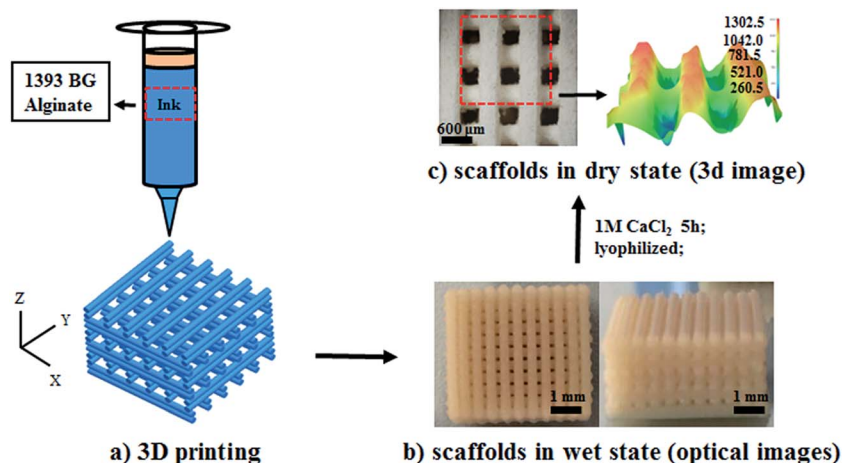 1393 BG
Alginate
Ink
Z
Y
X
a) 3D printing
1302.5
1042.0
781.5
521.0
260.5
600 µm
c) scaffolds in dry state (3d image)
1M CaCl₂ 5h;
lyophilized;
1 mm
1 mm
b) scaffolds in wet state (optical images)